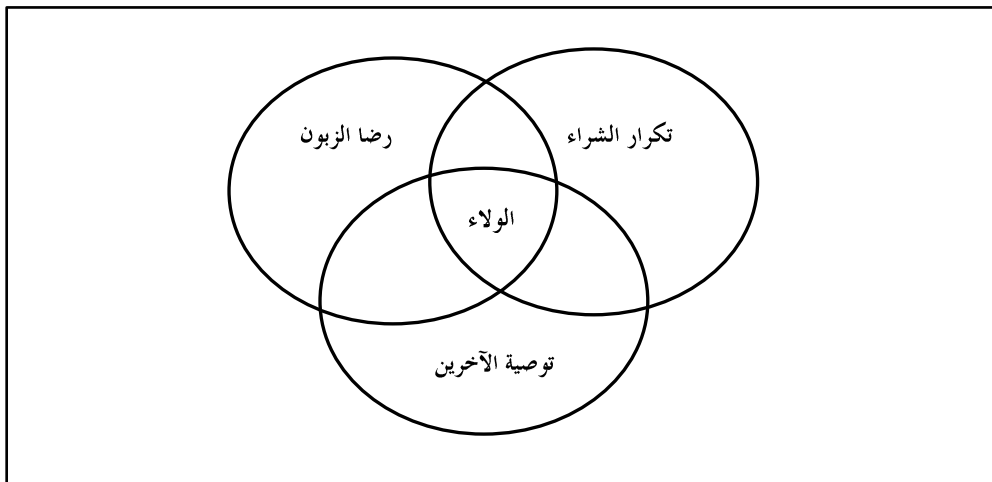 تكرار الشراء
رضا الزبون
الولاء
توصية الآخرين